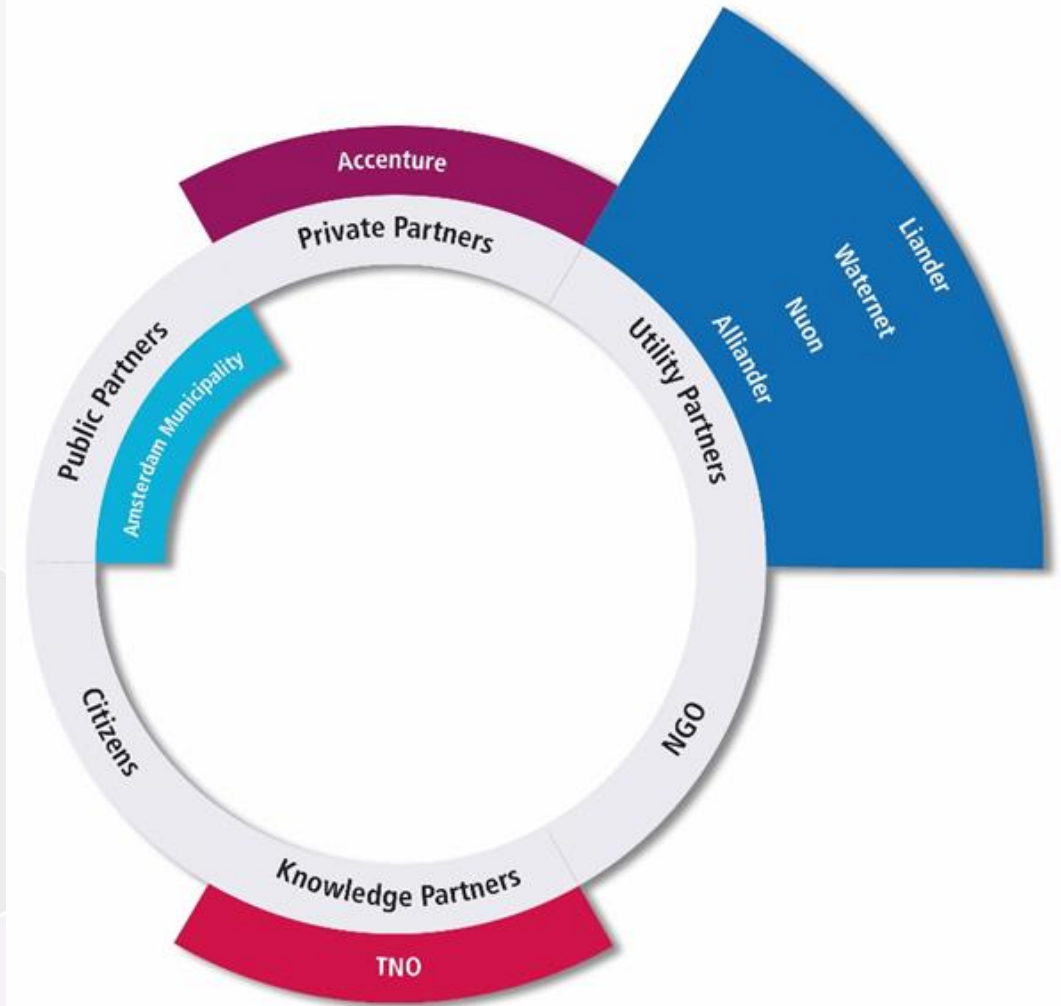 Accenture
Private Partners
Public Partners
Amsterdam Municipality
Utility Partners
Alliander
Nuon
Waternet
Liander
Citizens
NGO
Knowledge Partners
TNO